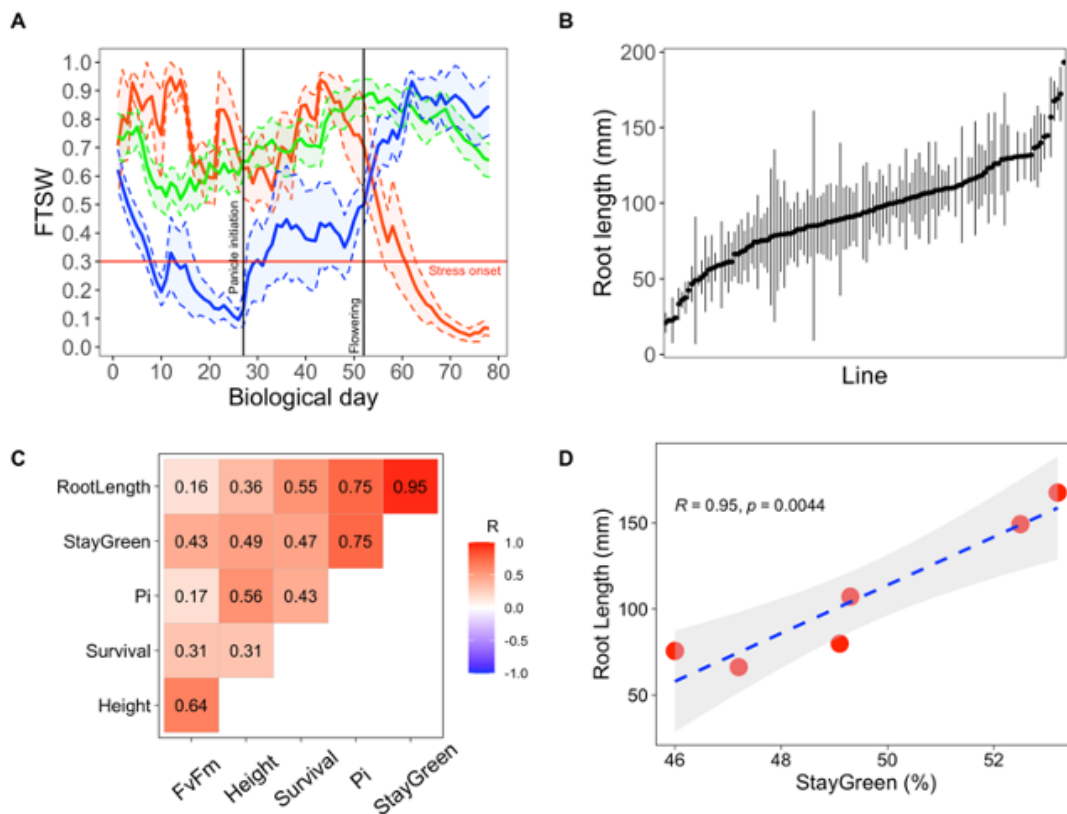 A
FTSW
1.0
0.9
0.8
0.7
0.6
0.5
0.4
0.3
0.2
0.1
0.0
Panicle initiation
Flowering
Stress onset
0 10 20 30 40 50 60 70 80
Biological day
B
Root length (mm)
200
150
100
50
0
Line
C
RootLength 0.16 0.36 0.55 0.75 0.95
StayGreen 0.43 0.49 0.47 0.75
Pi 0.17 0.56 0.43
Survival 0.31 0.31
Height 0.64
FvFm Height Survival Pi StayGreen
R
1.0
0.5
0.0
-0.5
-1.0
D
R = 0.95, p = 0.0044
Root Length (mm)
150
100
50
46 48 50 52
StayGreen (%)